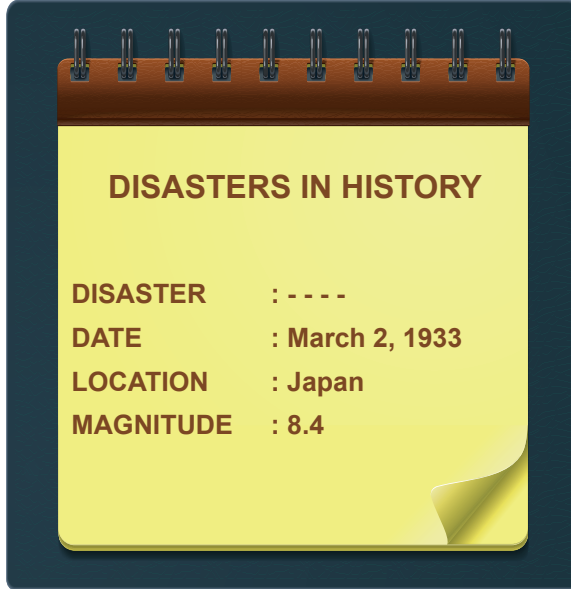 DISASTERS IN HISTORY
DISASTER : - - - -
DATE : March 2, 1933
LOCATION : Japan
MAGNITUDE : 8.4